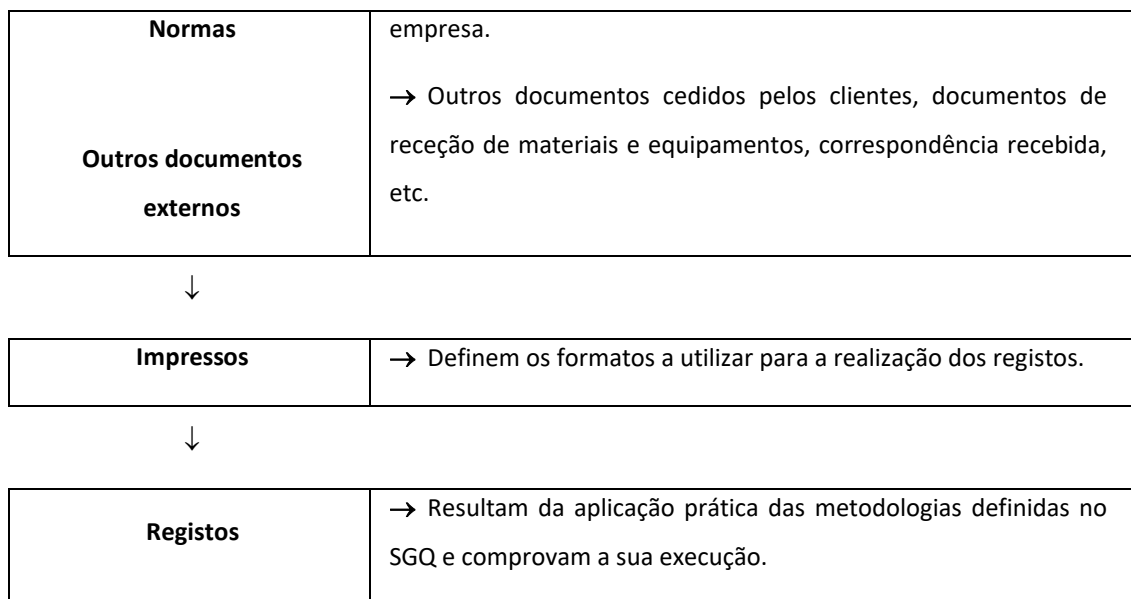 Normas
empresa.
→ Outros documentos cedidos pelos clientes, documentos de
receção de materiais e equipamentos, correspondência recebida,
etc.
Outros documentos
externos
↓
Impressos
→ Definem os formatos a utilizar para a realização dos registos.
↓
Registos
→ Resultam da aplicação prática das metodologias definidas no
SGQ e comprovam a sua execução.